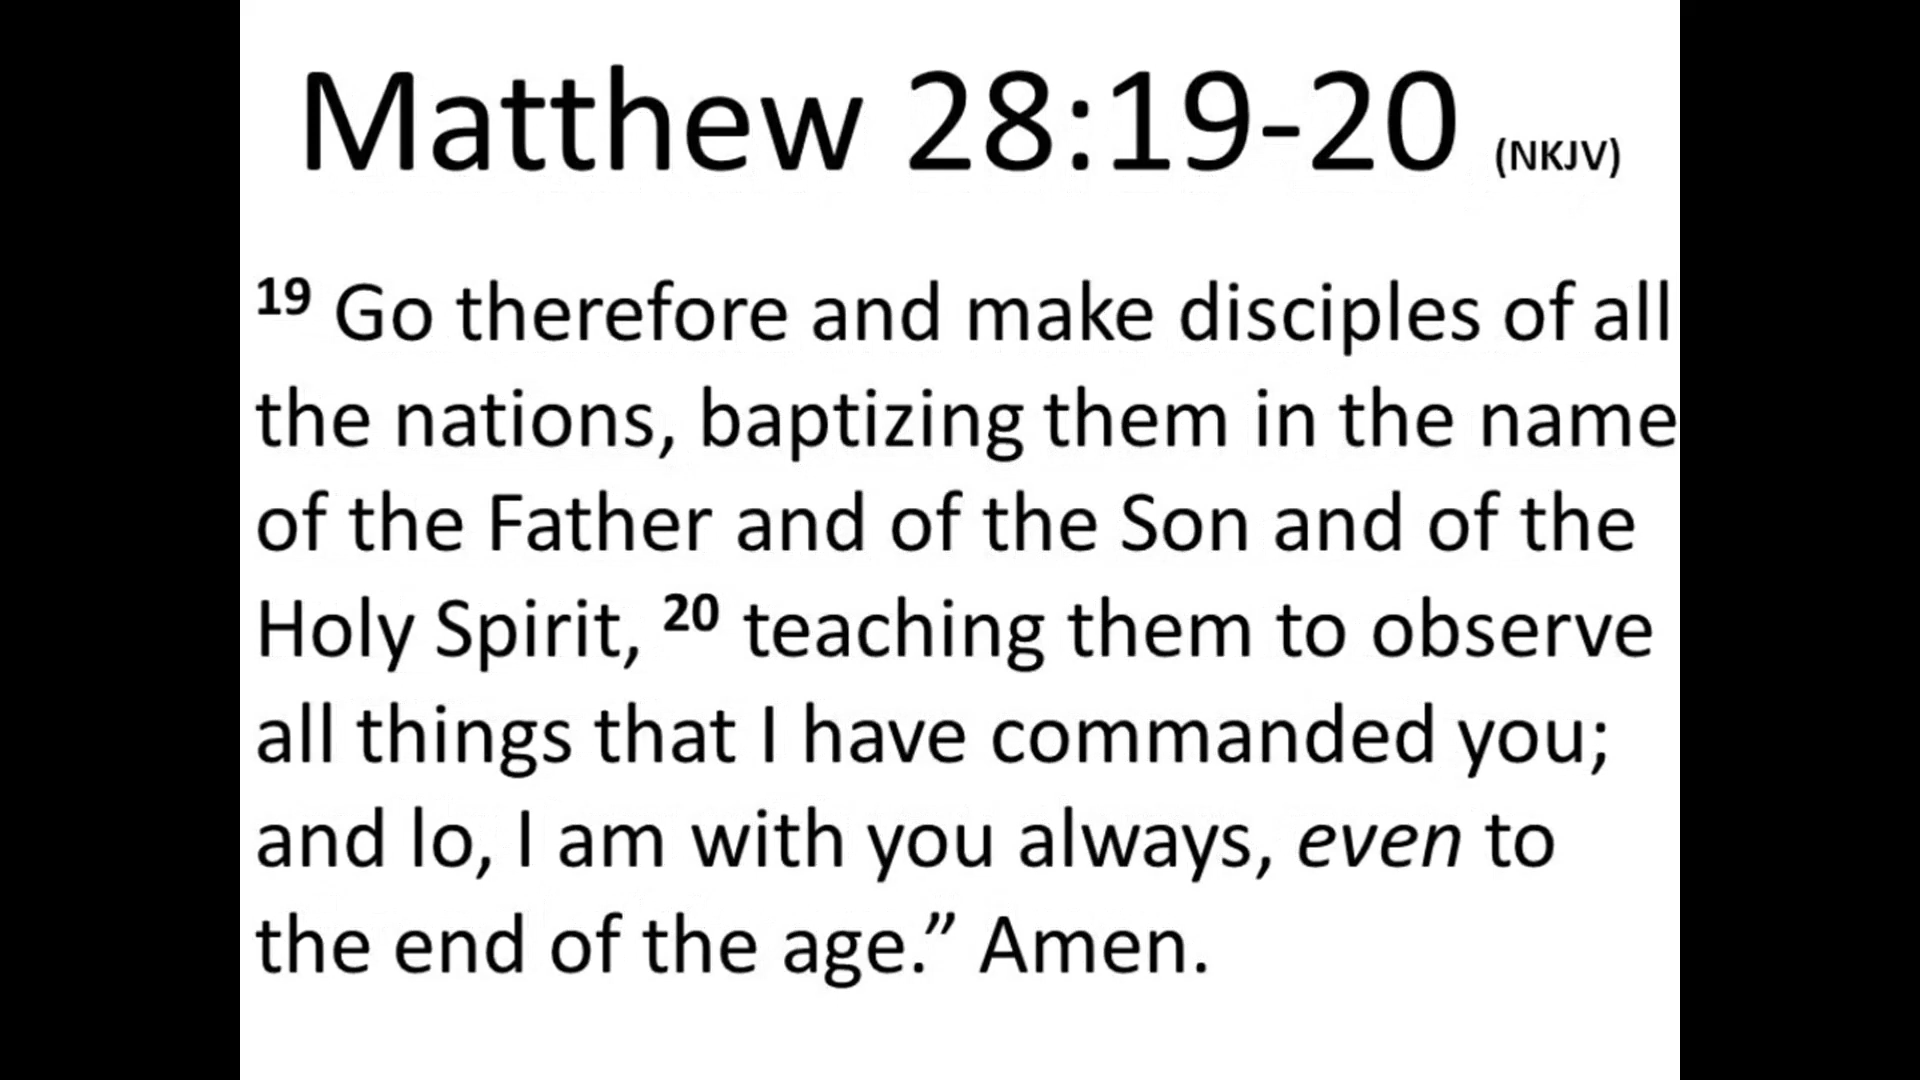 Matthew 28:19-20 (NKJV)
19 Go therefore and make disciples of all
the nations, baptizing them in the name
of the Father and of the Son and of the
Holy Spirit, 20 teaching them to observe
all things that I have commanded you;
and lo, I am with you always, even to
the end of the age.” Amen.